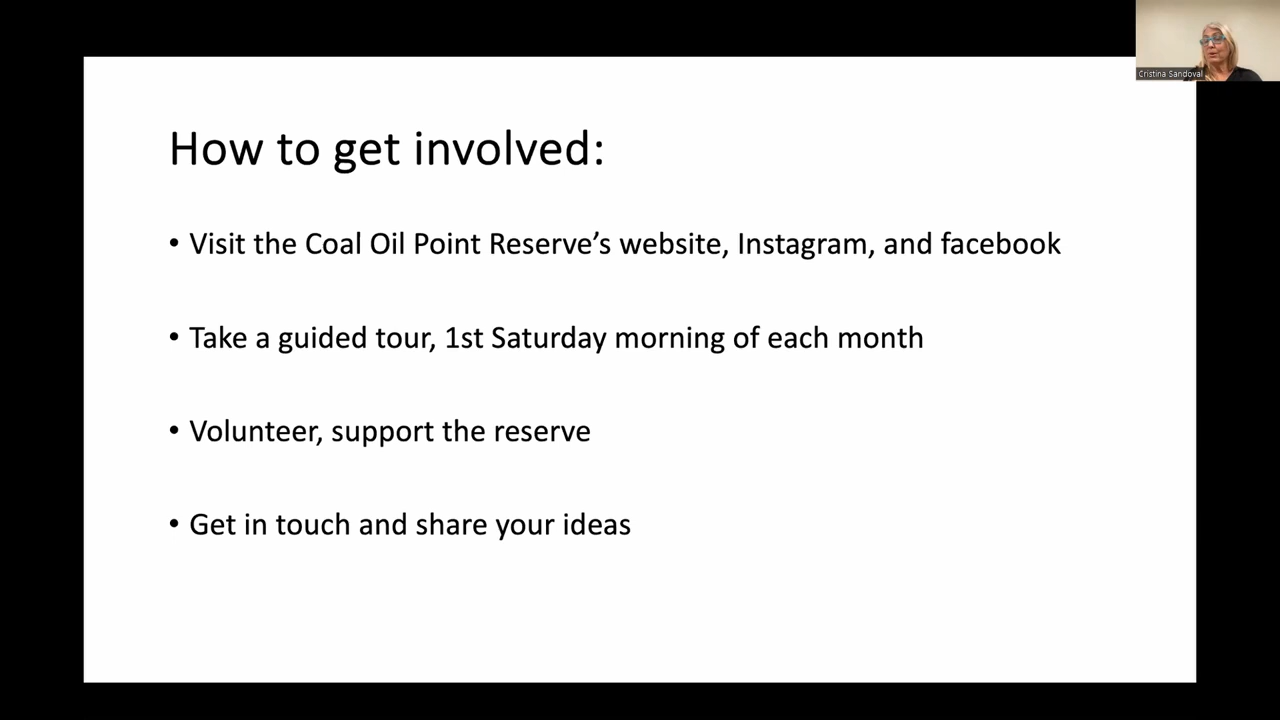 Cristina Sandoval
How to get involved:
• Visit the Coal Oil Point Reserve’s website, Instagram, and facebook
• Take a guided tour, 1st Saturday morning of each month
• Volunteer, support the reserve
• Get in touch and share your ideas